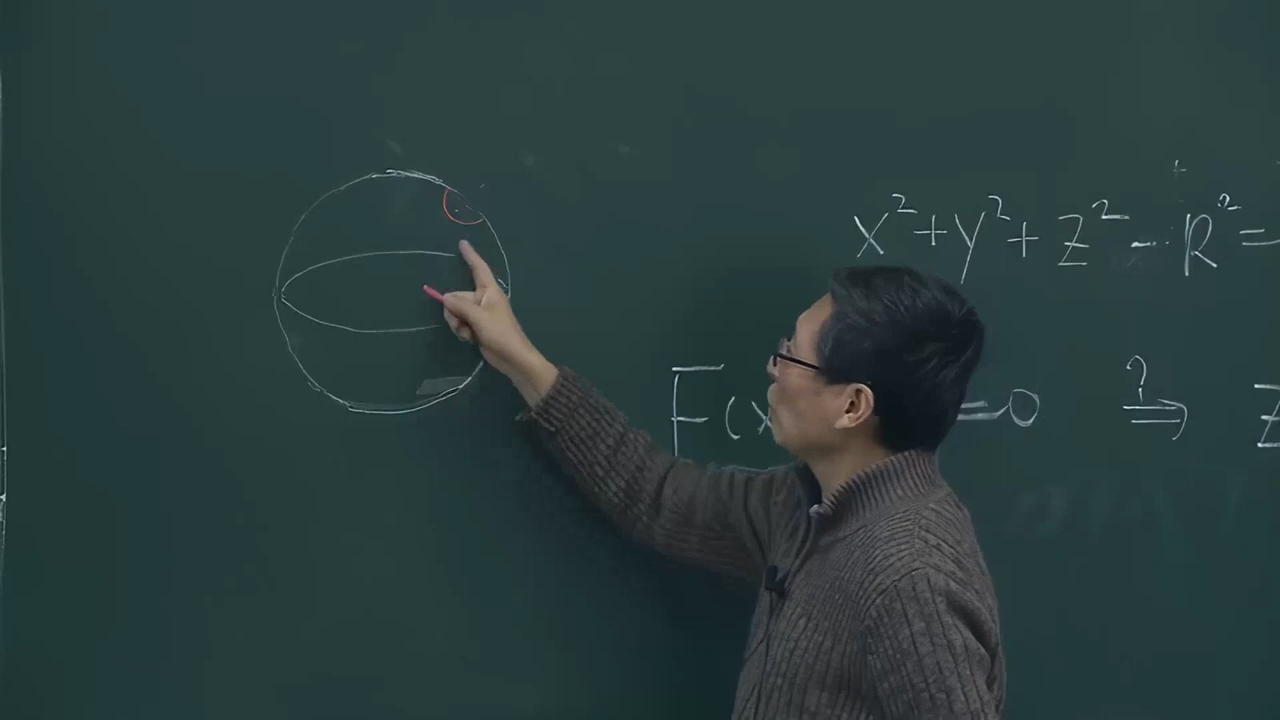 x²+y²+z²-R²=
F(x =0 ?⇒ z